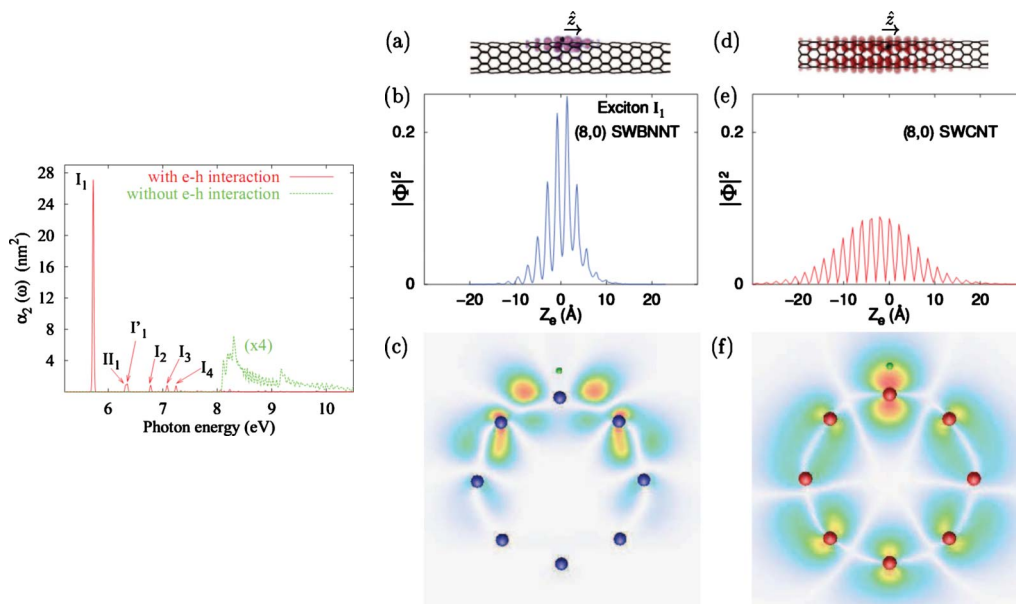 with e-h interaction
without e-h interaction
I₁
28
24
20
16
12
8
4
α₂ (ω) (nm²)
II₁
I'₁
I₂
I₃
I₄
(x4)
6
7
8
9
10
Photon energy (eV)
(a)
ẑ
(b)
Exciton I₁
(8,0) SWBNNT
0.2
|Φ|²
0
−20
−10
0
10
20
Zₑ (Å)
(c)
(d)
ẑ
(e)
(8,0) SWCNT
0.2
|Φ|²
0
−20
−10
0
10
20
Zₑ (Å)
(f)